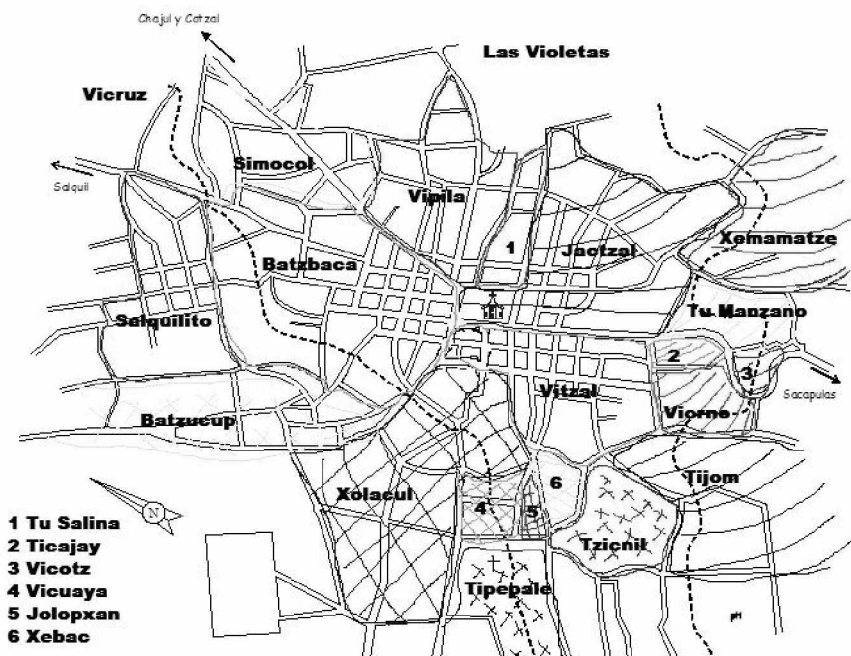 Chajul y Cotzal
Las Violetas
Vicruz
Simocol
Salquil
Vipila
1
Jactzal
Xemamatze
Batzbaca
Tu Manzano
Salquilito
2
3
Vitzal
Sacapulas
Batzucup
Viorno
Tijom
Xolacul
4
5
6
Tzicnil
Tipepale
N
1 Tu Salina
2 Ticajay
3 Vicotz
4 Vicuaya
5 Jolopxan
6 Xebac
pH